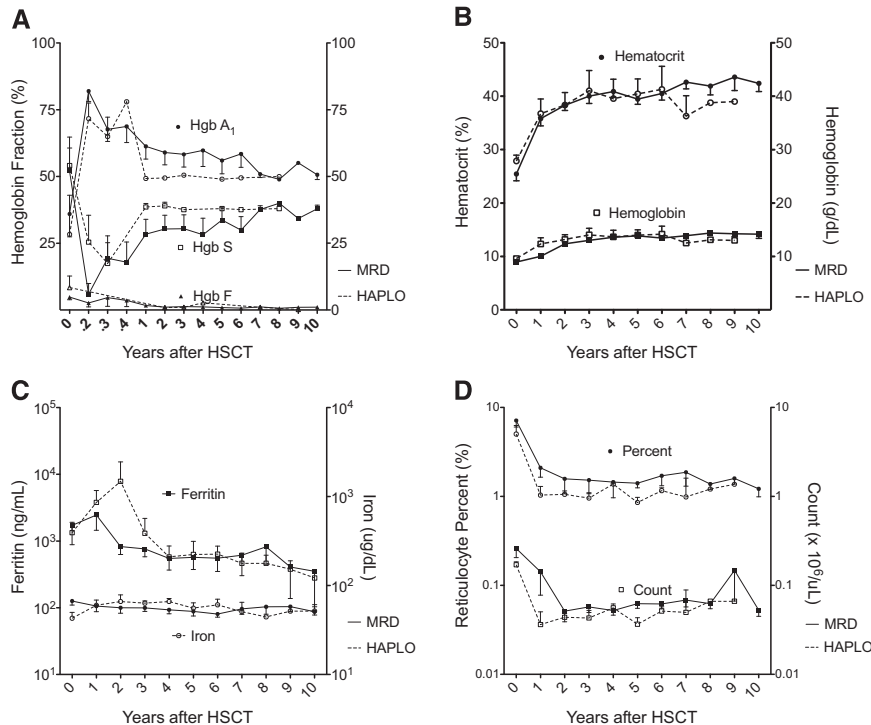 A
100
75
50
25
100
75
50
25
0
Hemoglobin Fraction (%)
Hgb A1
Hgb S
Hgb F
MRD
HAPLO
0 .2 .3 .4 1 2 3 4 5 6 7 8 9 10
Years after HSCT
B
50
40
30
20
10
0
50
40
30
20
10
Hematocrit (%)
Hemoglobin (g/dL)
Hematocrit
Hemoglobin
MRD
HAPLO
0 1 2 3 4 5 6 7 8 9 10
Years after HSCT
C
10^5
10^4
10^3
10^2
10^1
10^4
10^3
10^2
10^1
Ferritin (ng/mL)
Iron (ug/dL)
Ferritin
Iron
MRD
HAPLO
0 1 2 3 4 5 6 7 8 9 10
Years after HSCT
D
10
1
0.1
0.01
10
1
0.1
0.01
Reticulocyte Percent (%)
Count (x 10^6/uL)
Percent
Count
MRD
HAPLO
0 1 2 3 4 5 6 7 8 9 10
Years after HSCT